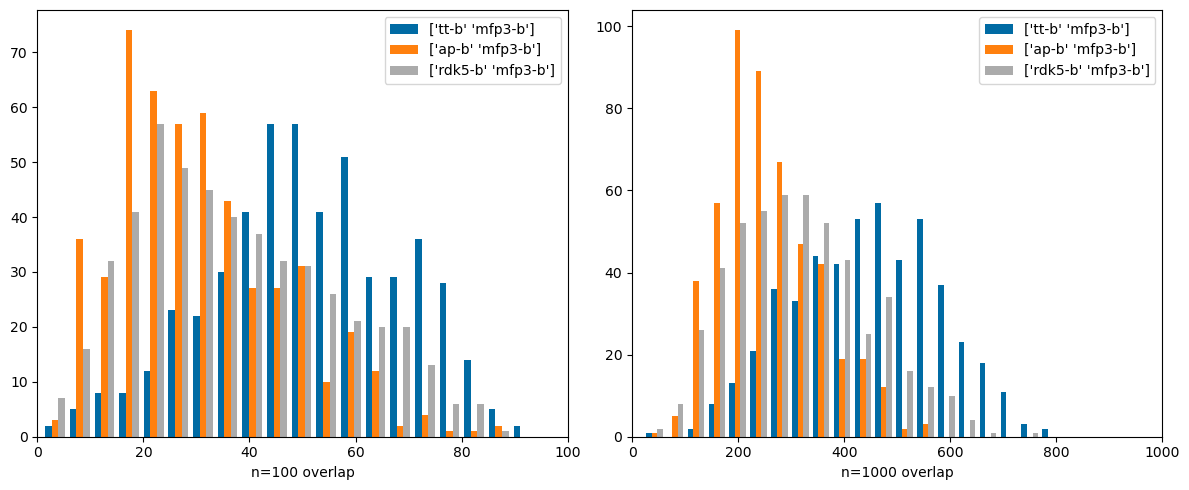 ['tt-b' 'mfp3-b']
['ap-b' 'mfp3-b']
['rdk5-b' 'mfp3-b']
70
60
50
40
30
20
10
0
0 20 40 60 80 100
n=100 overlap
['tt-b' 'mfp3-b']
['ap-b' 'mfp3-b']
['rdk5-b' 'mfp3-b']
100
80
60
40
20
0
0 200 400 600 800 1000
n=1000 overlap